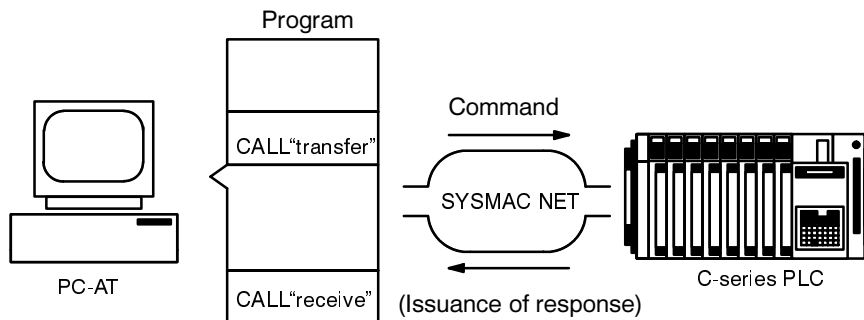 Program
Command
CALL“transfer”
SYSMAC NET
PC-AT
C-series PLC
CALL“receive”
(Issuance of response)